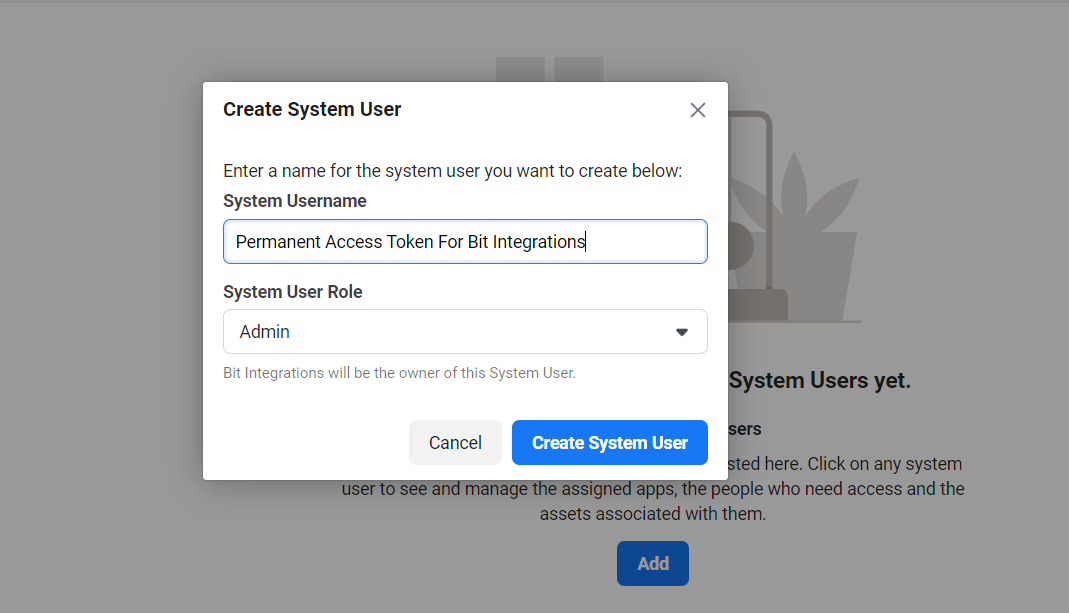 Create System User
Enter a name for the system user you want to create below:
System Username
Permanent Access Token For Bit Integrations
System User Role
Admin
Bit Integrations will be the owner of this System User.
Cancel
Create System User
System Users yet.
sers
sted here. Click on any system
user to see and manage the assigned apps, the people who need access and the
assets associated with them.
Add